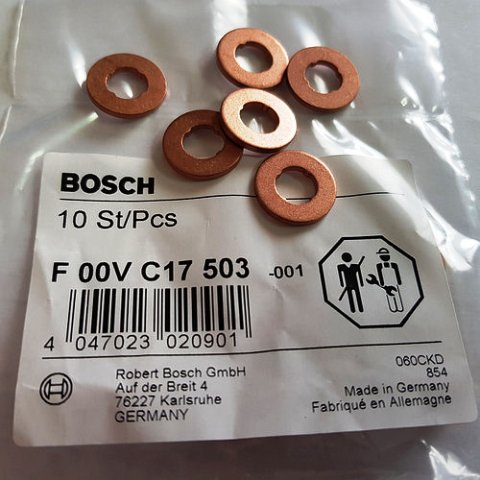 BOSCH
10 St/Pcs
F 00V C17 503 -001
4 047023 020901
Robert Bosch GmbH
Auf der Breit 4
76227 Karlsruhe
GERMANY
060CKD
854
Made in Germany
Fabriqué en Allemagne